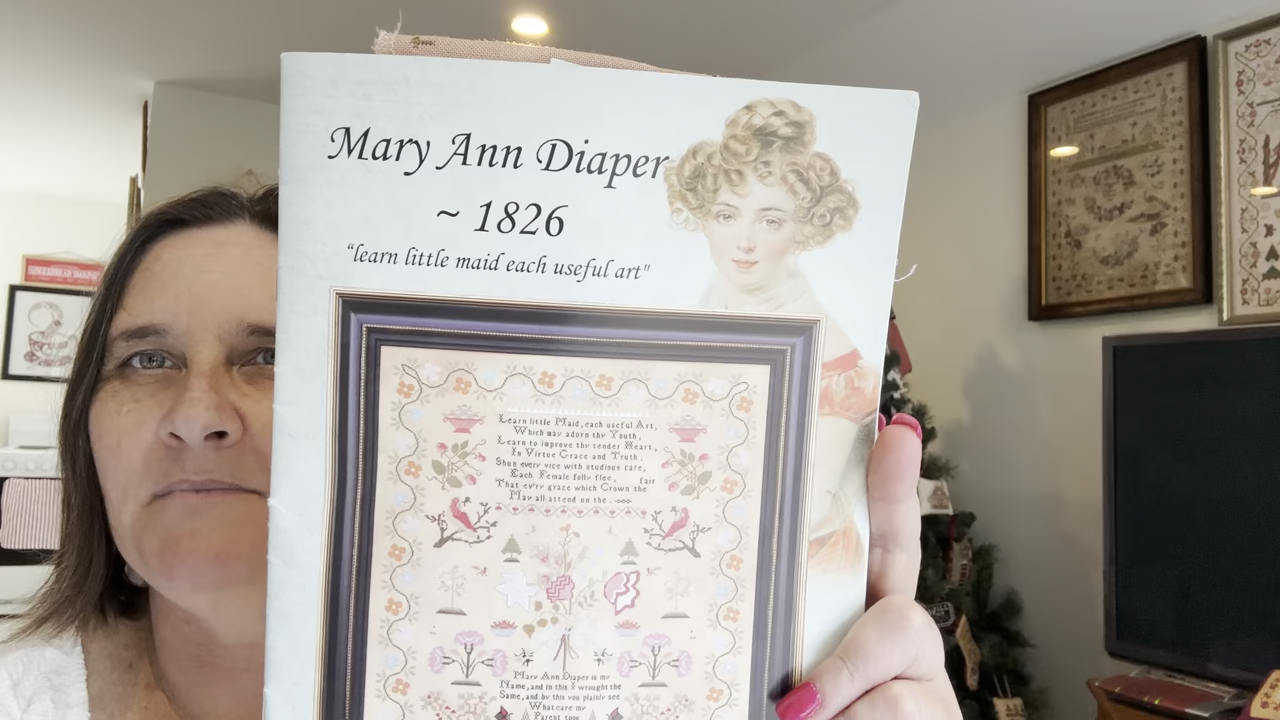 Mary Ann Diaper
~ 1826
"learn little maid each useful art"
Learn little Maid, each useful Art,
Which may adorn thy Youth;
Learn to improve thy tender Heart,
In Virtue Grace and Truth;
Shun every vice with studious care,
Each Female folly flee, fair
That every grace which Crown the
May all attend on the
Mary Ann Diaper is my
Name, and in this I wrought the
Same, and by this you plainly see
What care my
Parent took